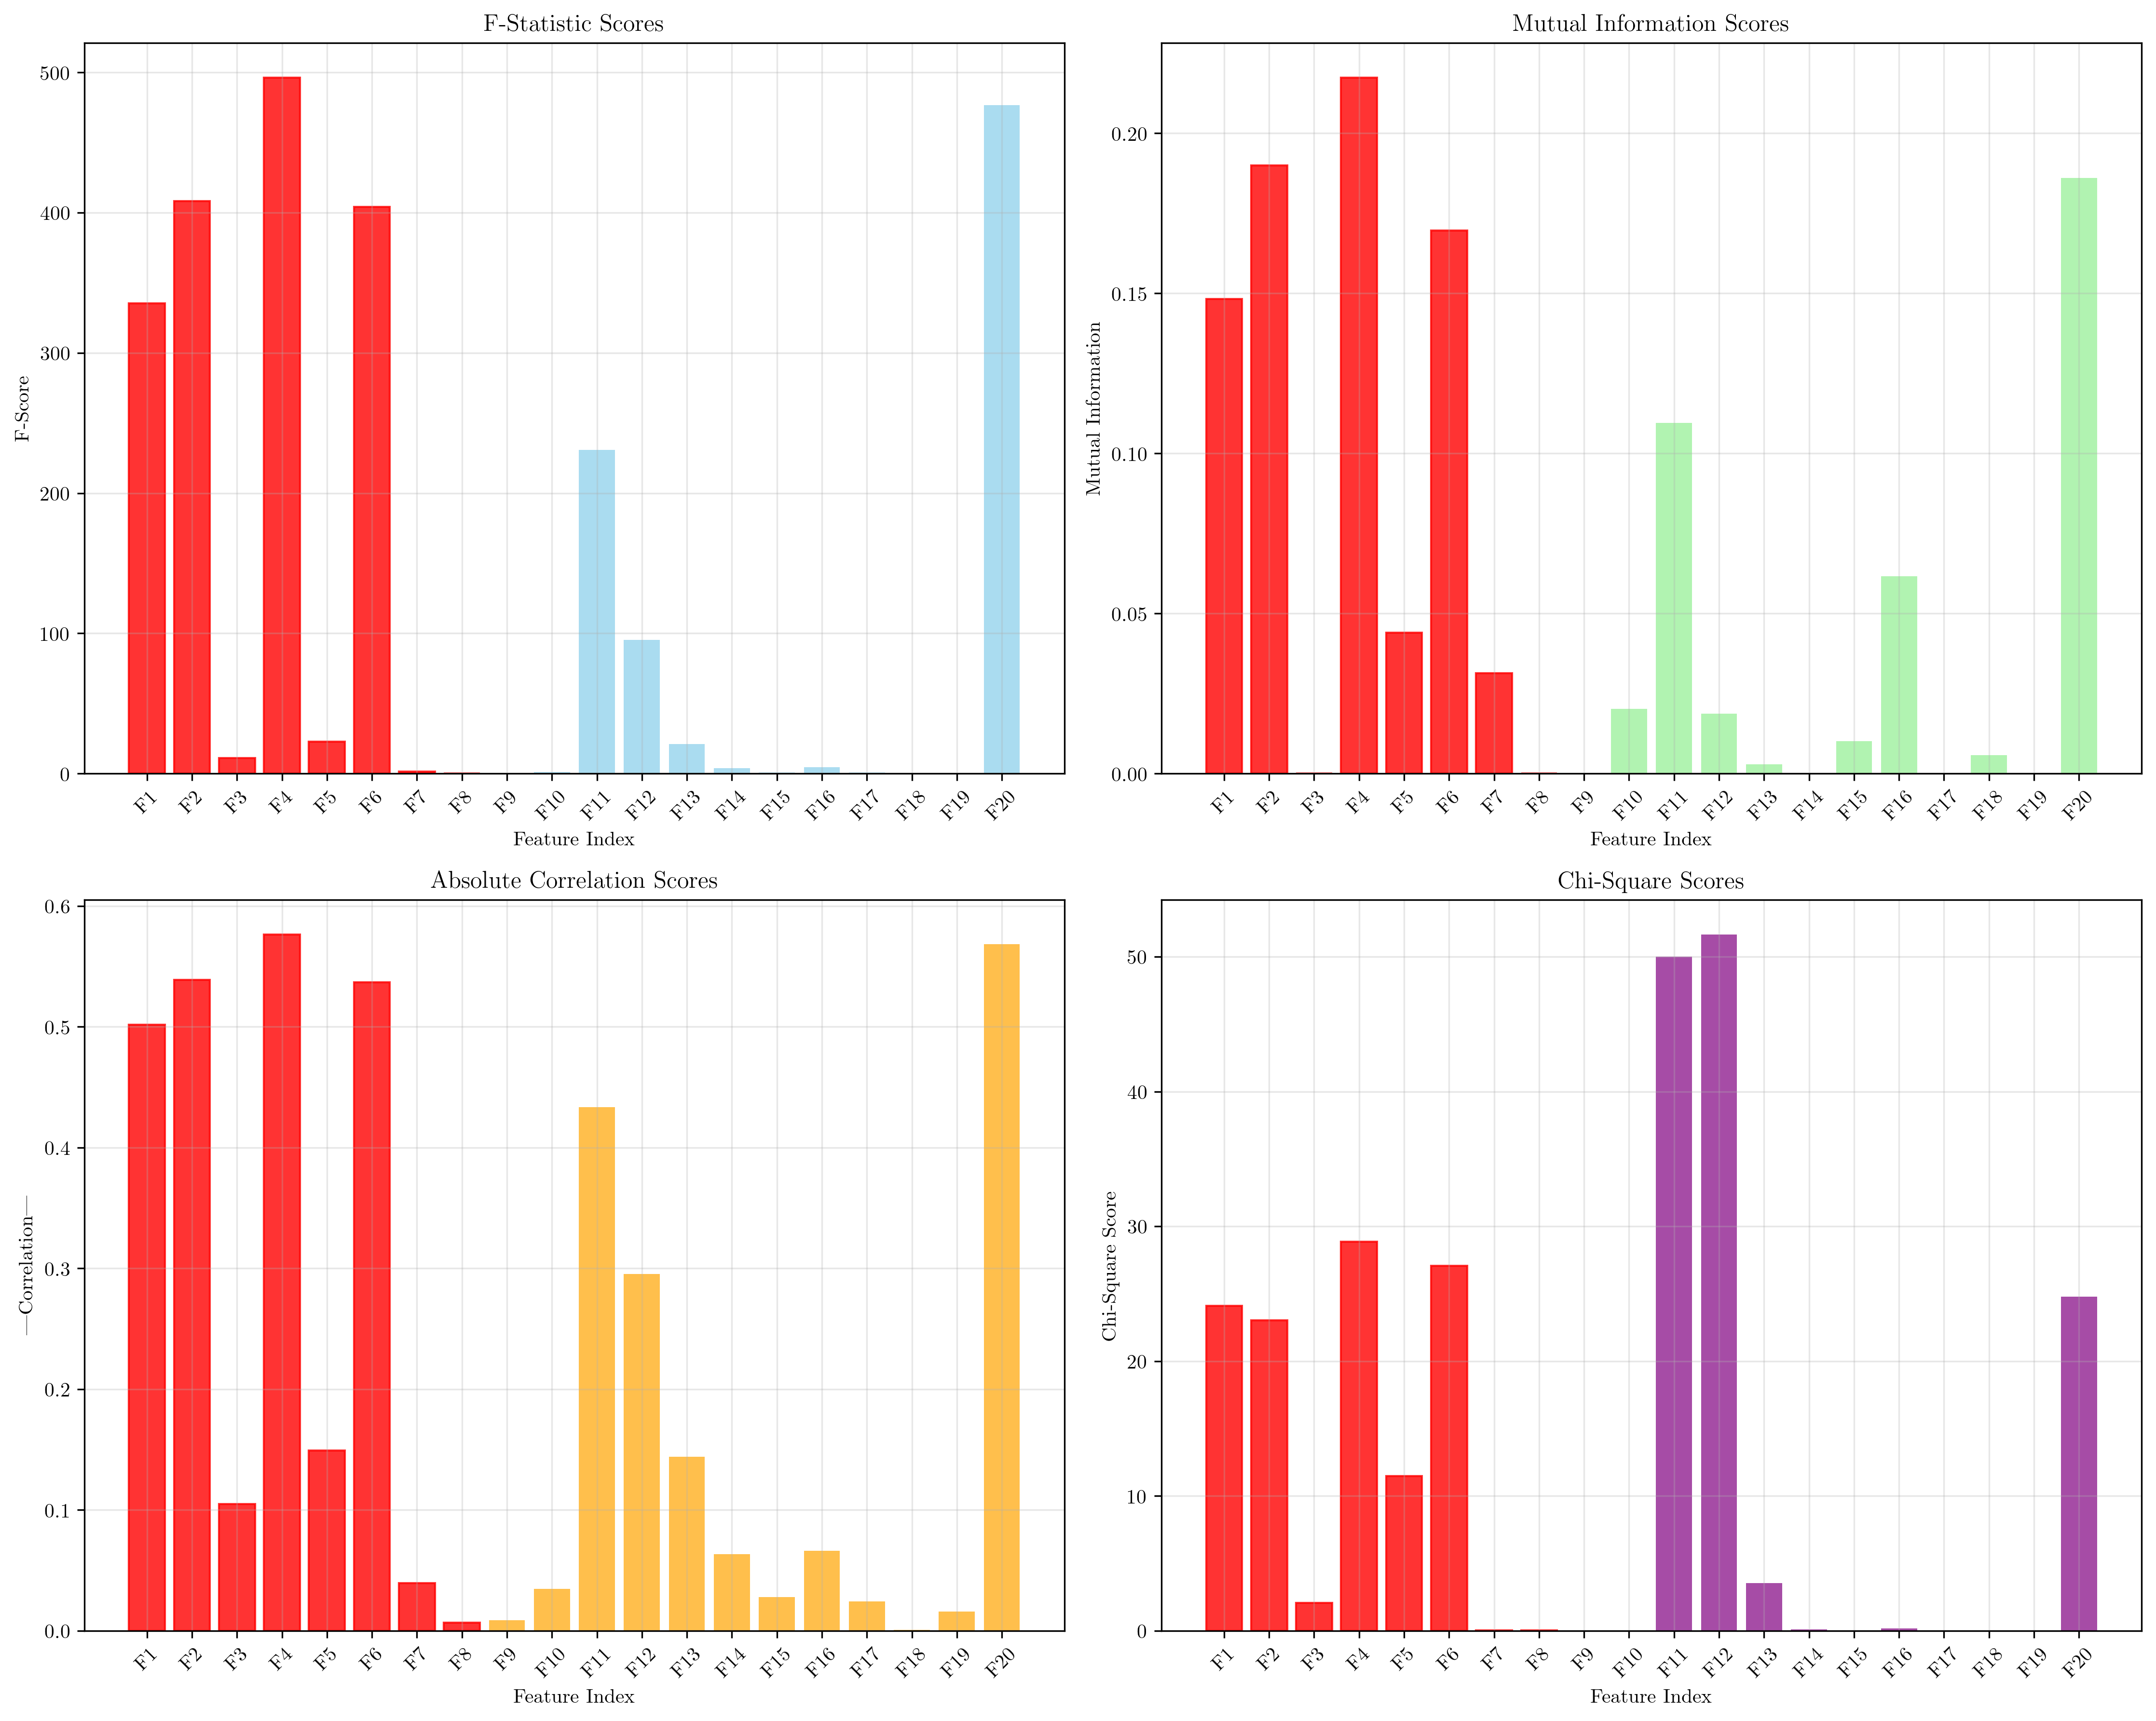 F-Statistic Scores
500
400
300
200
100
0
F-Score
F1 F2 F3 F4 F5 F6 F7 F8 F9 F10 F11 F12 F13 F14 F15 F16 F17 F18 F19 F20
Feature Index
Mutual Information Scores
0.20
0.15
0.10
0.05
0.00
Mutual Information
F1 F2 F3 F4 F5 F6 F7 F8 F9 F10 F11 F12 F13 F14 F15 F16 F17 F18 F19 F20
Feature Index
Absolute Correlation Scores
0.6
0.5
0.4
0.3
0.2
0.1
0.0
—Correlation—
F1 F2 F3 F4 F5 F6 F7 F8 F9 F10 F11 F12 F13 F14 F15 F16 F17 F18 F19 F20
Feature Index
Chi-Square Scores
50
40
30
20
10
0
Chi-Square Score
F1 F2 F3 F4 F5 F6 F7 F8 F9 F10 F11 F12 F13 F14 F15 F16 F17 F18 F19 F20
Feature Index